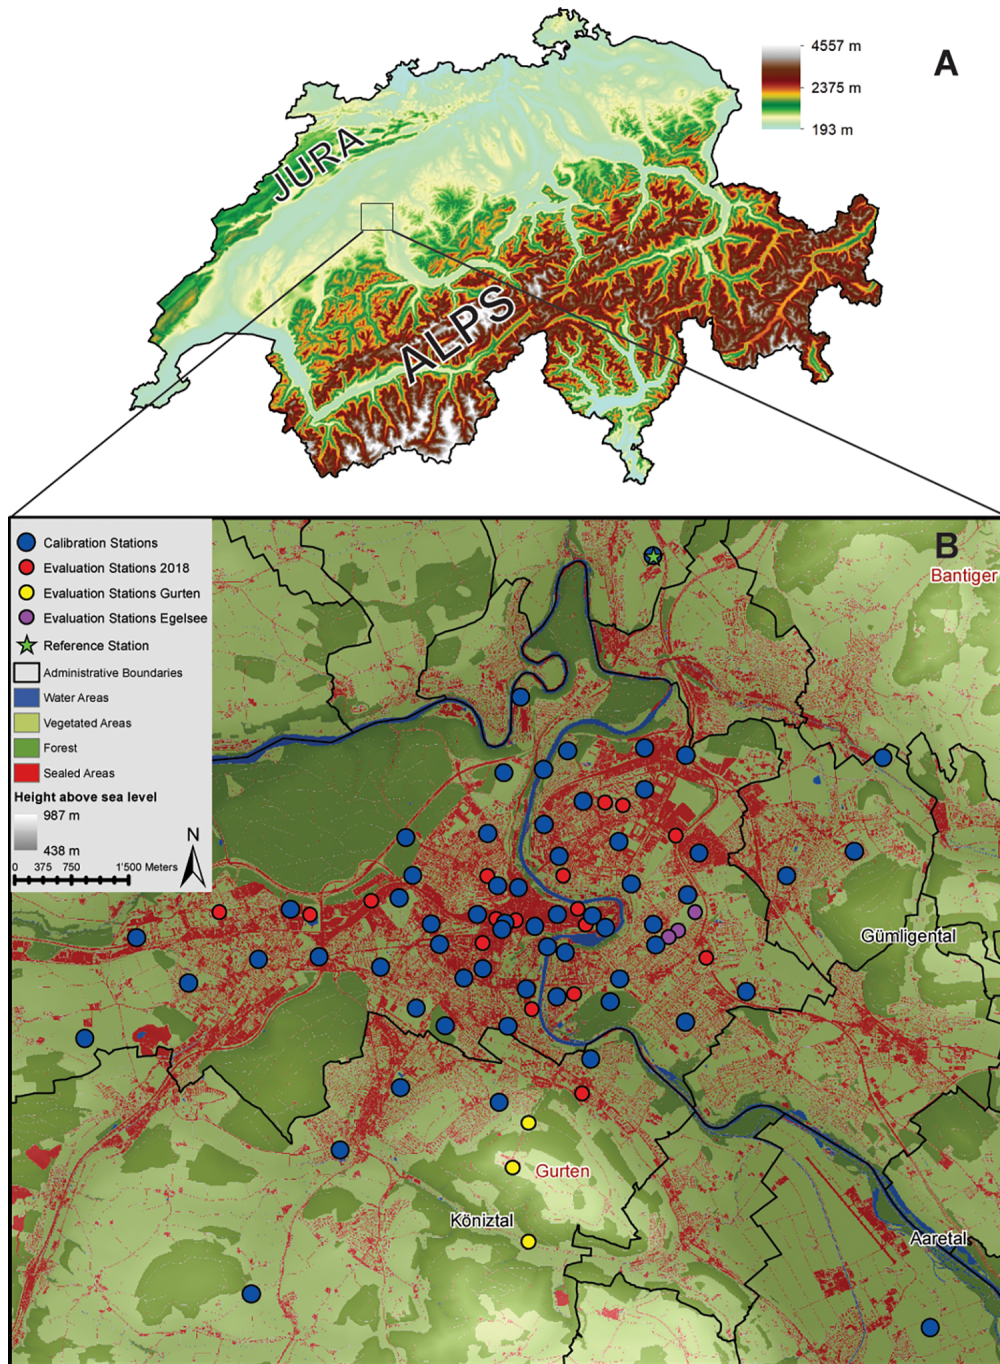 A
4557 m
2375 m
193 m
JURA
ALPS
B
Calibration Stations
Evaluation Stations 2018
Evaluation Stations Gurten
Evaluation Stations Egelsee
Reference Station
Administrative Boundaries
Water Areas
Vegetated Areas
Forest
Sealed Areas
Height above sea level
987 m
438 m
N
0 375 750 1'500 Meters
Bantiger
Gümligental
Gurten
Köniztal
Aaretal